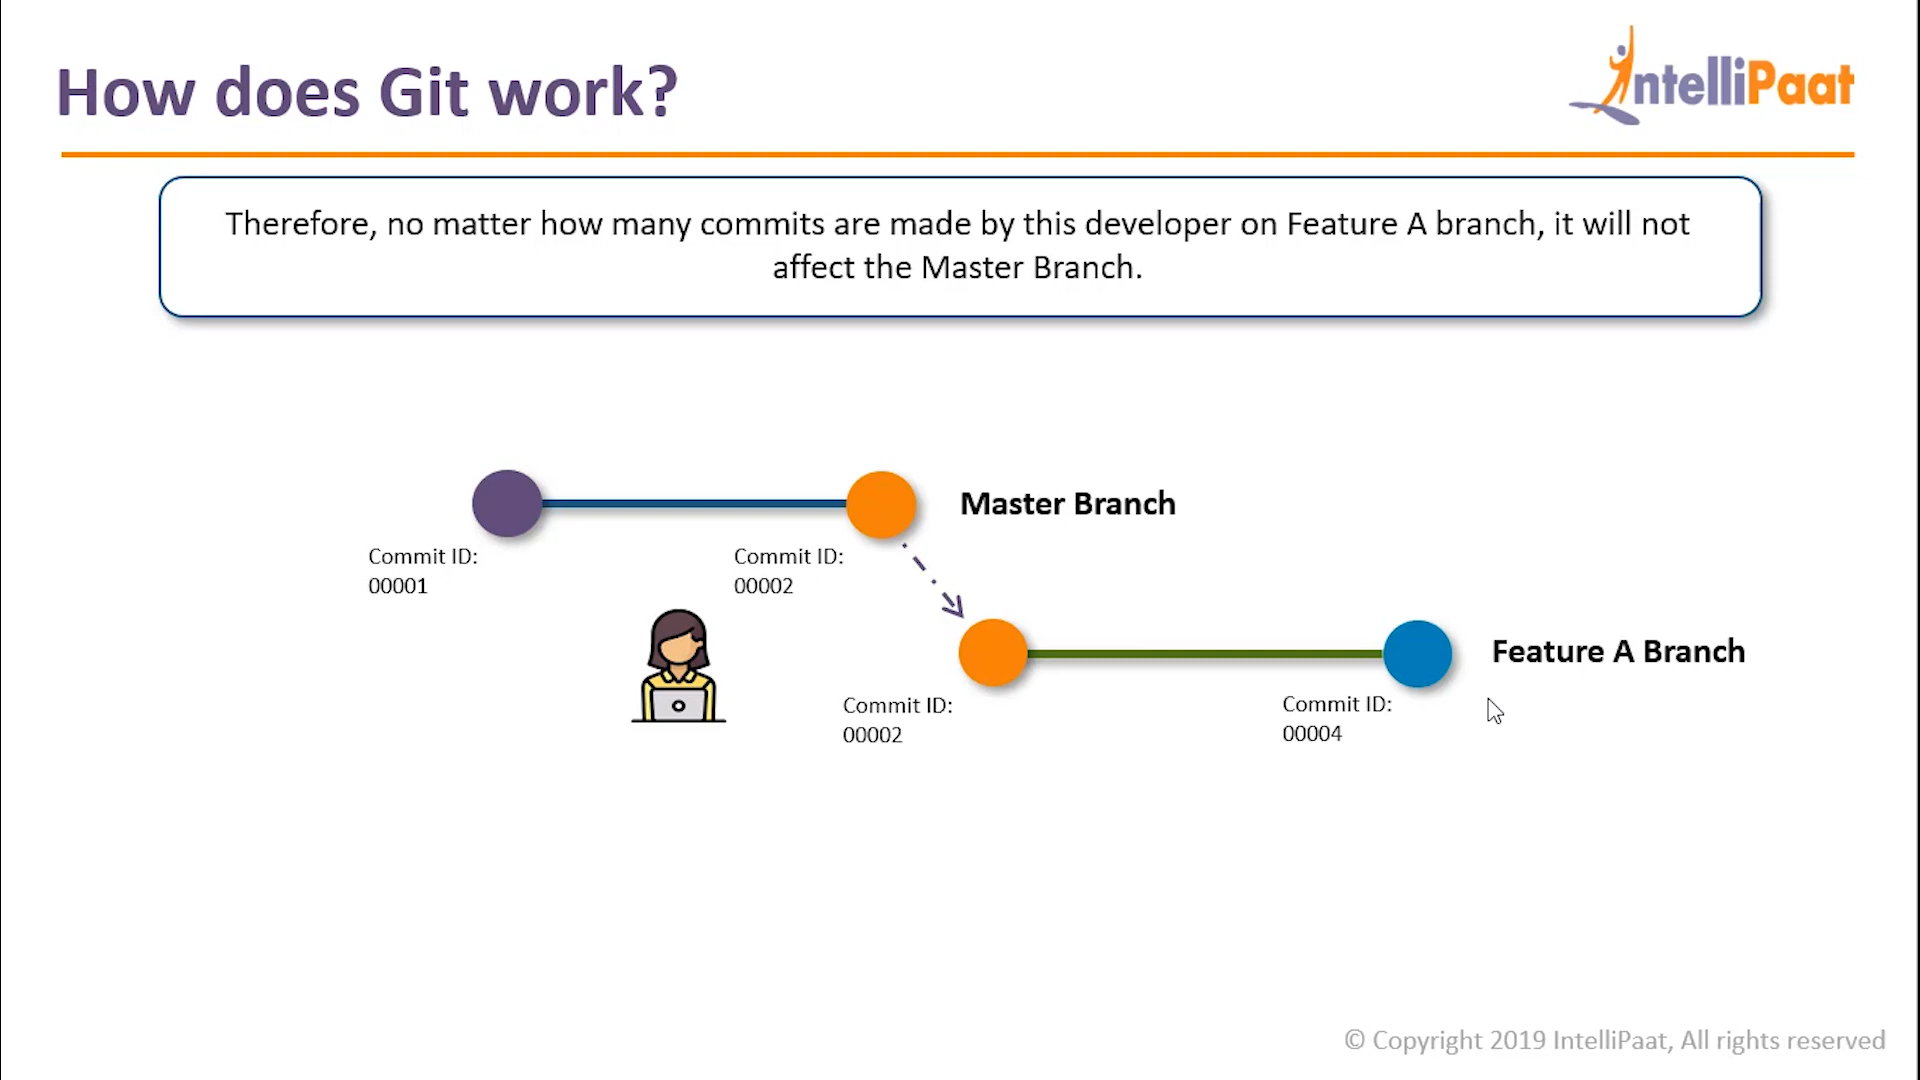 How does Git work?
IntelliPaat
Therefore, no matter how many commits are made by this developer on Feature A branch, it will not
affect the Master Branch.
Master Branch
Commit ID:
00001
Commit ID:
00002
Feature A Branch
Commit ID:
00002
Commit ID:
00004
© Copyright 2019 IntelliPaat, All rights reserved